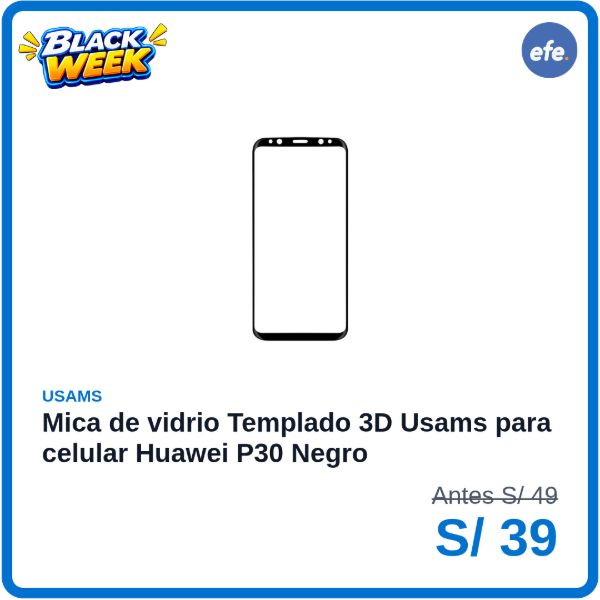 BLACK
WEEK
efe.
USAMS
Mica de vidrio Templado 3D Usams para
celular Huawei P30 Negro
Antes S/ 49
S/ 39